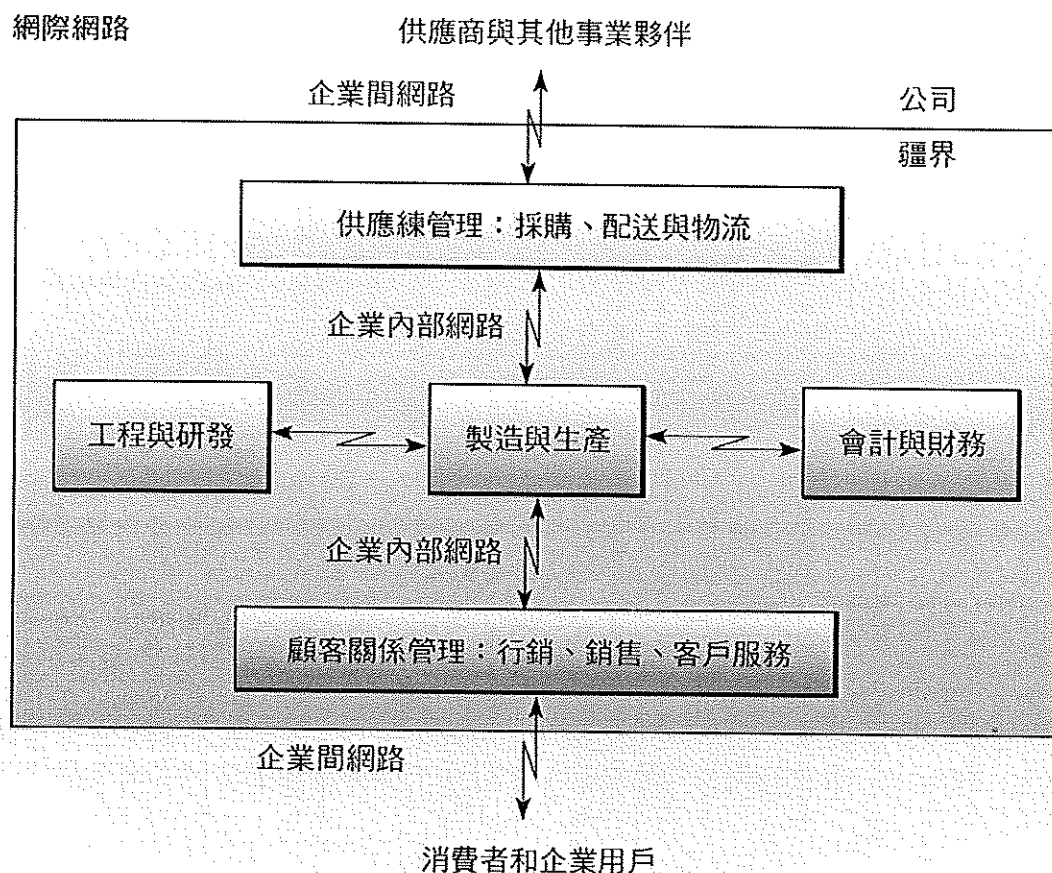 網際網路
供應商與其他事業夥伴
企業間網路
公司
疆界
供應練管理：採購、配送與物流
企業內部網路
工程與研發
製造與生產
會計與財務
企業內部網路
顧客關係管理：行銷、銷售、客戶服務
企業間網路
消費者和企業用戶